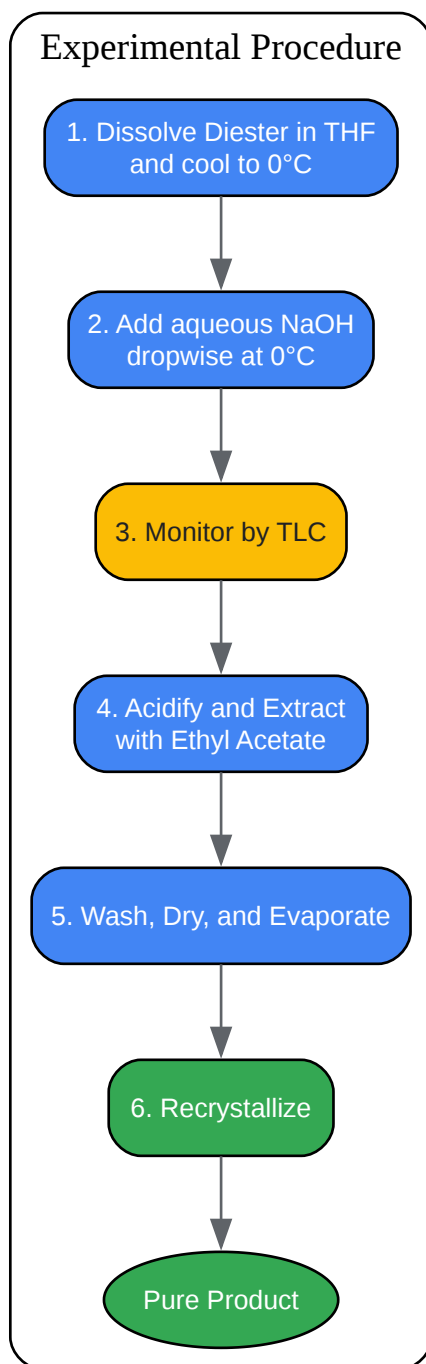 Experimental Procedure
1. Dissolve Diester in THF
and cool to 0°C
2. Add aqueous NaOH
dropwise at 0°C
3. Monitor by TLC
4. Acidify and Extract
with Ethyl Acetate
5. Wash, Dry, and Evaporate
6. Recrystallize
Pure Product